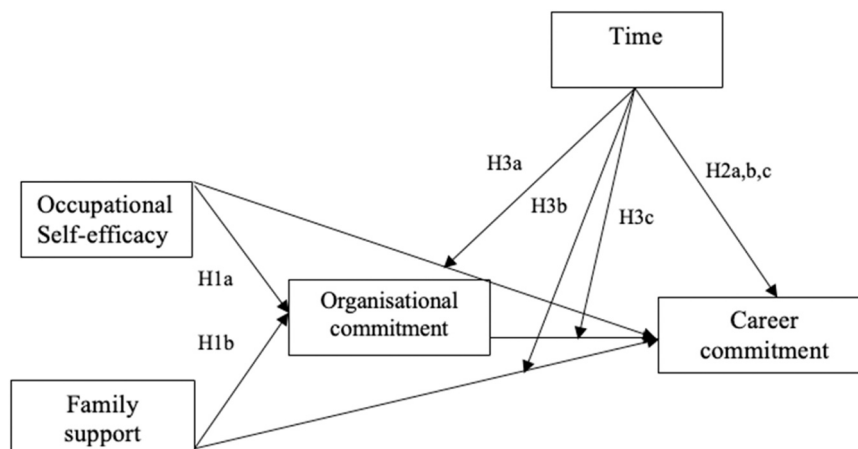 Time
H3a
H2a,b,c
H3b
H3c
Occupational
Self-efficacy
H1a
Organisational
commitment
Career
commitment
H1b
Family
support